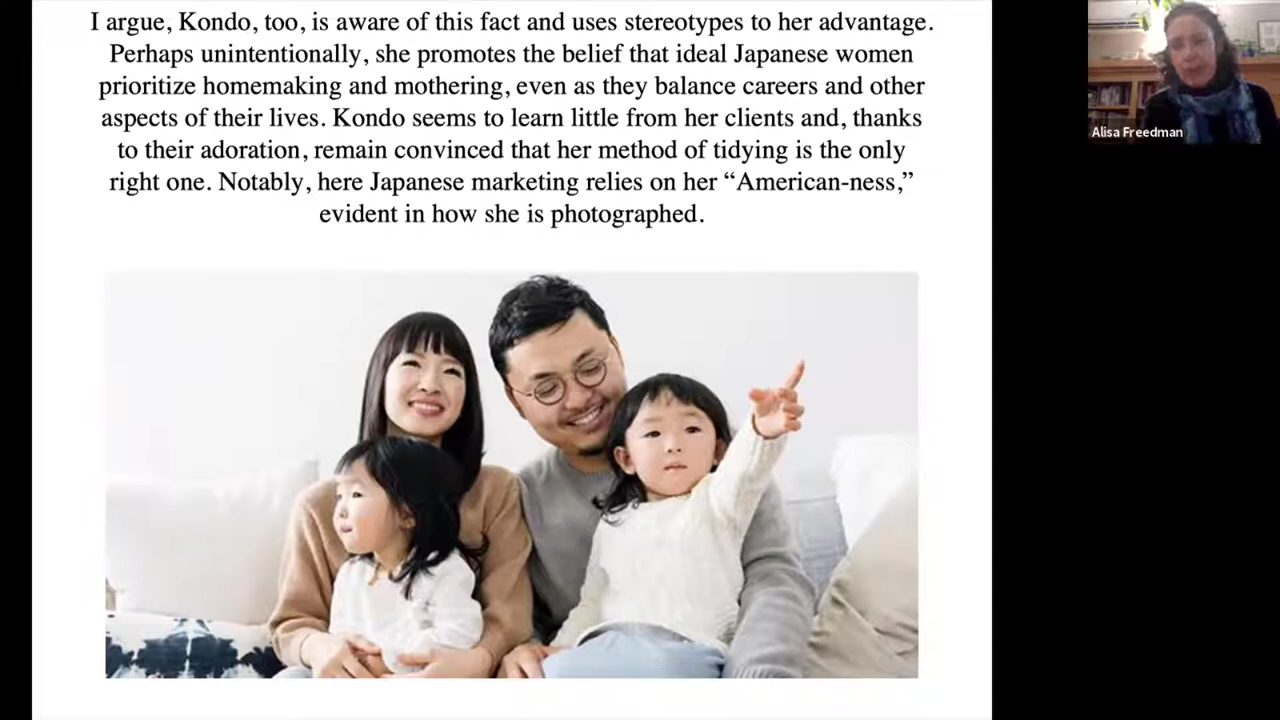 I argue, Kondo, too, is aware of this fact and uses stereotypes to her advantage.
Perhaps unintentionally, she promotes the belief that ideal Japanese women
prioritize homemaking and mothering, even as they balance careers and other
aspects of their lives. Kondo seems to learn little from her clients and, thanks
to their adoration, remain convinced that her method of tidying is the only
right one. Notably, here Japanese marketing relies on her “American-ness,”
evident in how she is photographed.
Alisa Freedman